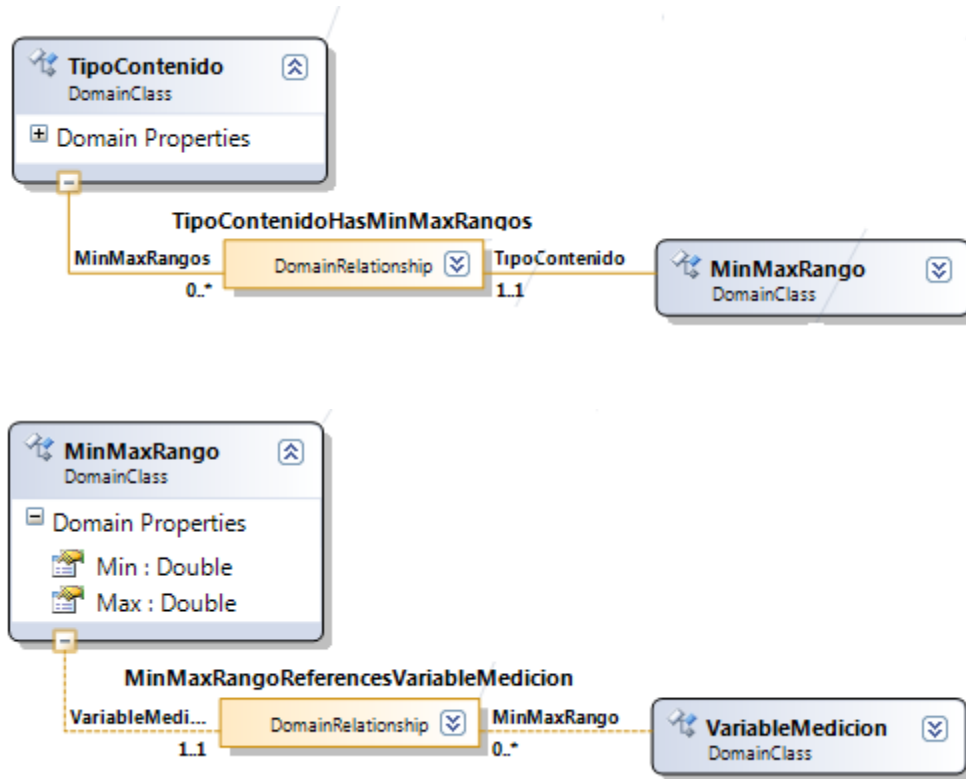 TipoContenido
DomainClass
Domain Properties
TipoContenidoHasMinMaxRangos
MinMaxRangos DomainRelationship TipoContenido
0..* 1..1
MinMaxRango
DomainClass
MinMaxRango
DomainClass
Domain Properties
Min : Double
Max : Double
MinMaxRangoReferencesVariableMedicion
VariableMedi... DomainRelationship MinMaxRango
1..1 0..*
VariableMedicion
DomainClass